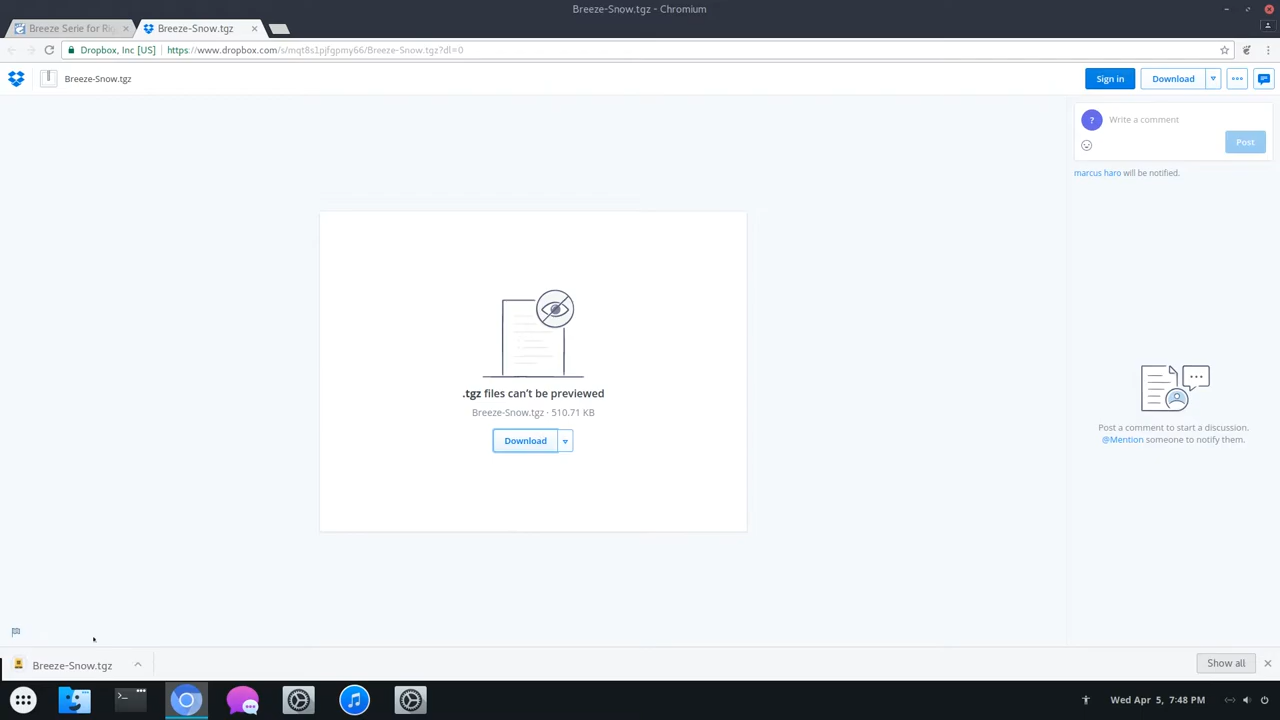 Breeze-Snow.tgz - Chromium
Breeze Serie for Rig
Breeze-Snow.tgz
Dropbox, Inc [US]
https://www.dropbox.com/s/mqt8s1pjfgpmy66/Breeze-Snow.tgz?dl=0
Breeze-Snow.tgz
Sign in
Download
?
Write a comment
Post
marcus haro will be notified.
.tgz files can't be previewed
Breeze-Snow.tgz · 510.71 KB
Download
Post a comment to start a discussion.
@Mention someone to notify them.
Breeze-Snow.tgz
Show all
Wed Apr 5, 7:48 PM